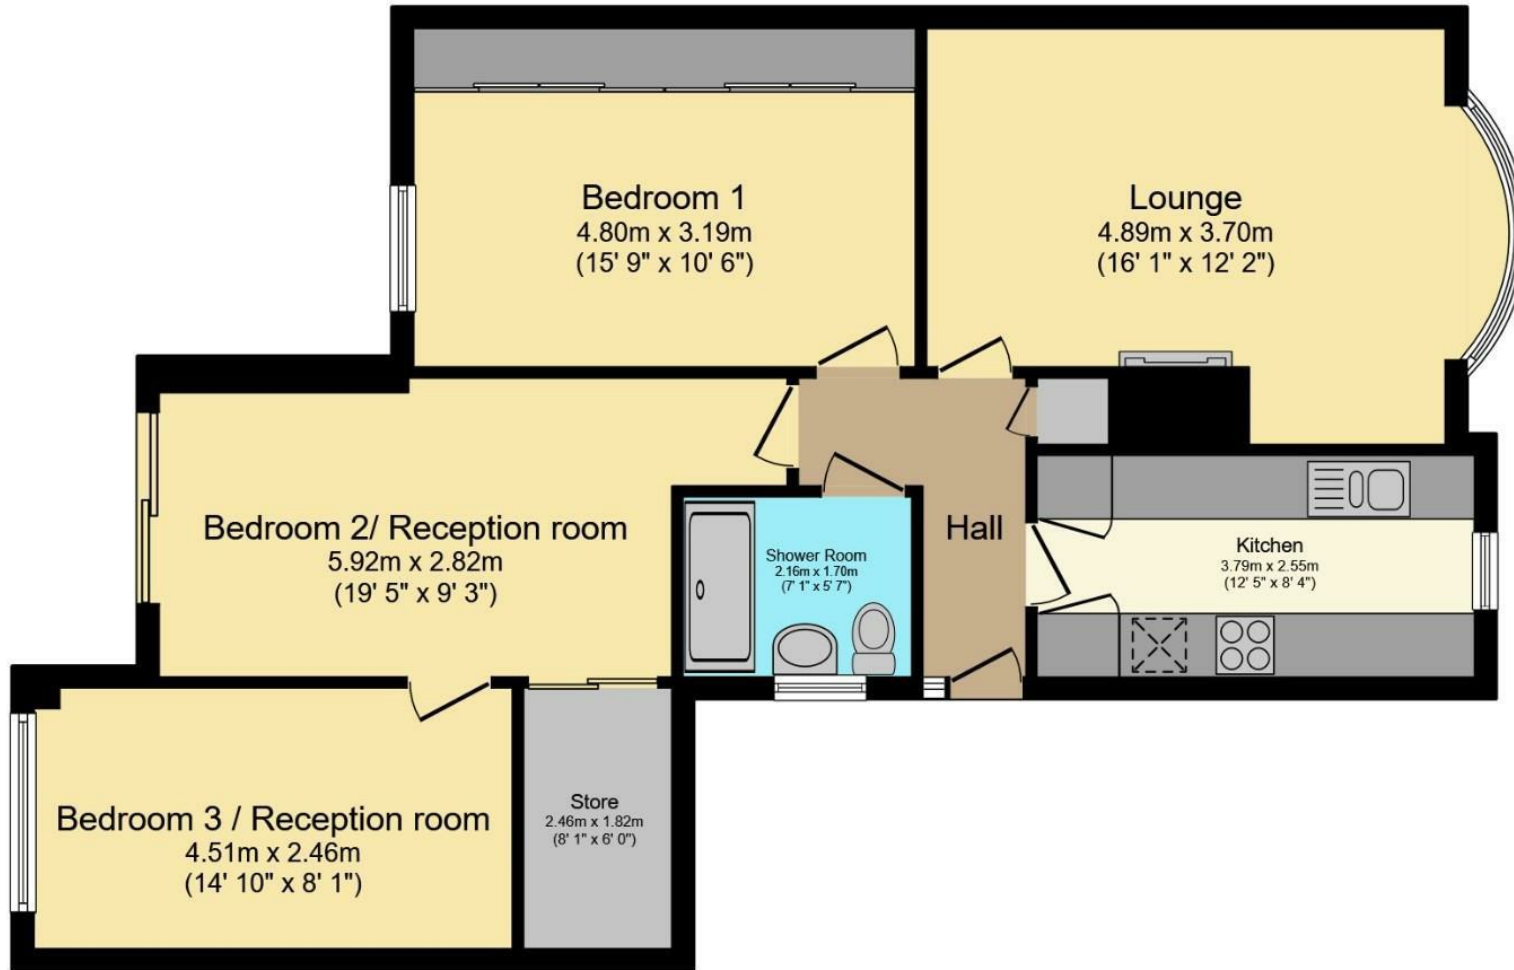 Bedroom 1
4.80m x 3.19m
(15' 9" x 10' 6")
Lounge
4.89m x 3.70m
(16' 1" x 12' 2")
Bedroom 2/ Reception room
5.92m x 2.82m
(19' 5" x 9' 3")
Shower Room
2.16m x 1.70m
(7' 1" x 5' 7")
Hall
Kitchen
3.79m x 2.55m
(12' 5" x 8' 4")
Bedroom 3 / Reception room
4.51m x 2.46m
(14' 10" x 8' 1")
Store
2.46m x 1.82m
(8' 1" x 6' 0")